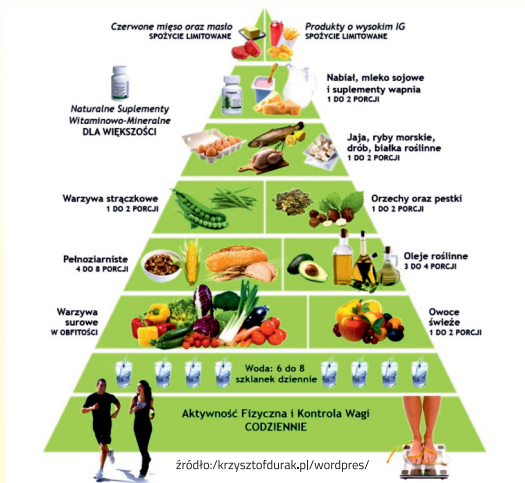 Czerwone mięso oraz masło
SPOŻYCIE LIMITOWANE
Produkty o wysokim IG
SPOŻYCIE LIMITOWANE
Naturalne Suplementy
Witaminowo-Mineralne
DLA WIĘKSZOŚCI
Nabiał, mleko sojowe
i suplementy wapnia
1 DO 2 PORCJI
Jaja, ryby morskie,
drób, białka roślinne
1 DO 2 PORCJI
Warzywa strączkowe
1 DO 2 PORCJI
Orzechy oraz pestki
1 DO 2 PORCJI
Pełnoziarniste
4 DO 8 PORCJI
Oleje roślinne
3 DO 4 PORCJI
Warzywa
surowe
W OBFITOŚCI
Owoce
świeże
1 DO 2 PORCJI
Woda: 6 do 8
szklanek dziennie
Aktywność Fizyczna i Kontrola Wagi
CODZIENNIE
źródło:/krzysztofdurak.pl/wordpres/